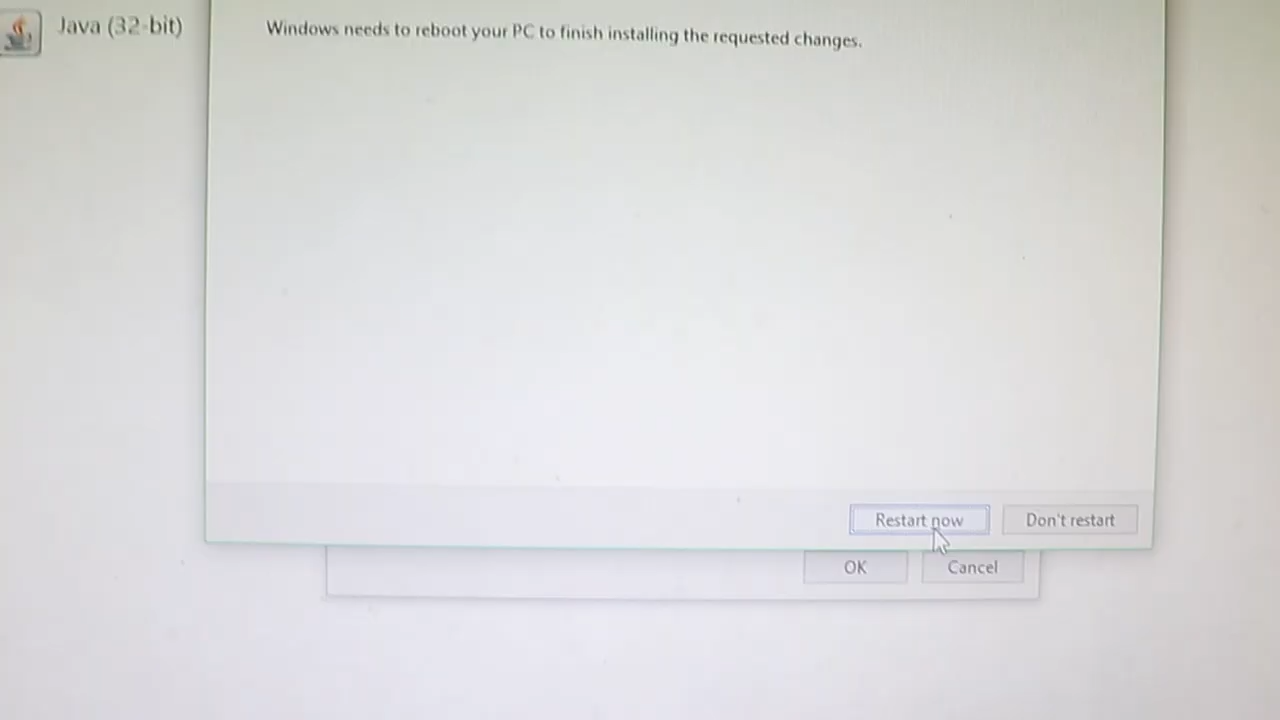 Java (32-bit)
Windows needs to reboot your PC to finish installing the requested changes.
Restart now
Don't restart
OK
Cancel